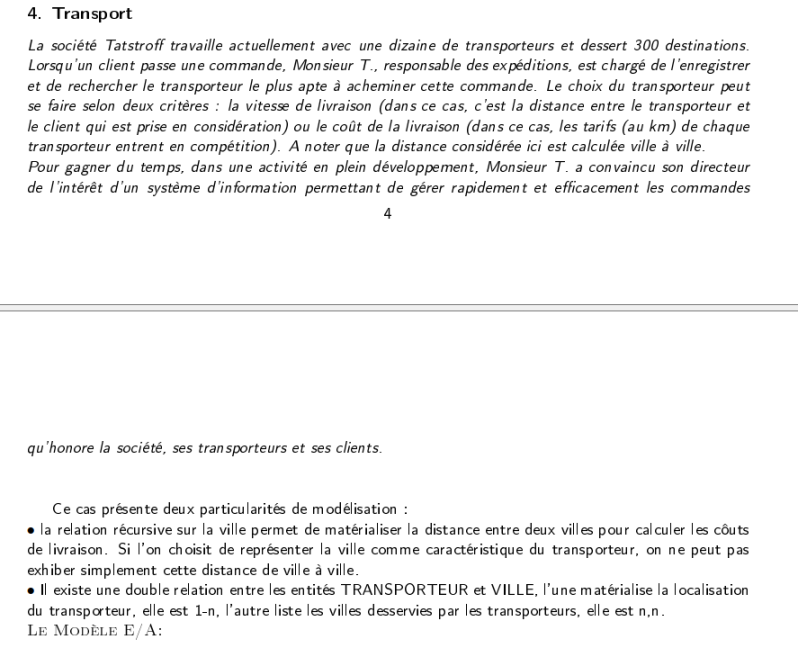 4. Transport
La société Tatstroff travaille actuellement avec une dizaine de transporteurs et dessert 300 destinations.
Lorsqu'un client passe une commande, Monsieur T., responsable des expéditions, est chargé de l'enregistrer
et de rechercher le transporteur le plus apte à acheminer cette commande. Le choix du transporteur peut
se faire selon deux critères : la vitesse de livraison (dans ce cas, c'est la distance entre le transporteur et
le client qui est prise en considération) ou le coût de la livraison (dans ce cas, les tarifs (au km) de chaque
transporteur entrent en compétition). A noter que la distance considérée ici est calculée ville à ville.
Pour gagner du temps, dans une activité en plein développement, Monsieur T. a convaincu son directeur
de l'intérêt d'un système d'information permettant de gérer rapidement et efficacement les commandes
4
qu'honore la société, ses transporteurs et ses clients.
Ce cas présente deux particularités de modélisation :
• la relation récursive sur la ville permet de matérialiser la distance entre deux villes pour calculer les côuts
de livraison. Si l'on choisit de représenter la ville comme caractéristique du transporteur, on ne peut pas
exhiber simplement cette distance de ville à ville.
• Il existe une double relation entre les entités TRANSPORTEUR et VILLE, l'une matérialise la localisation
du transporteur, elle est 1-n, l'autre liste les villes desservies par les transporteurs, elle est n,n.
LE MODÈLE E/A: